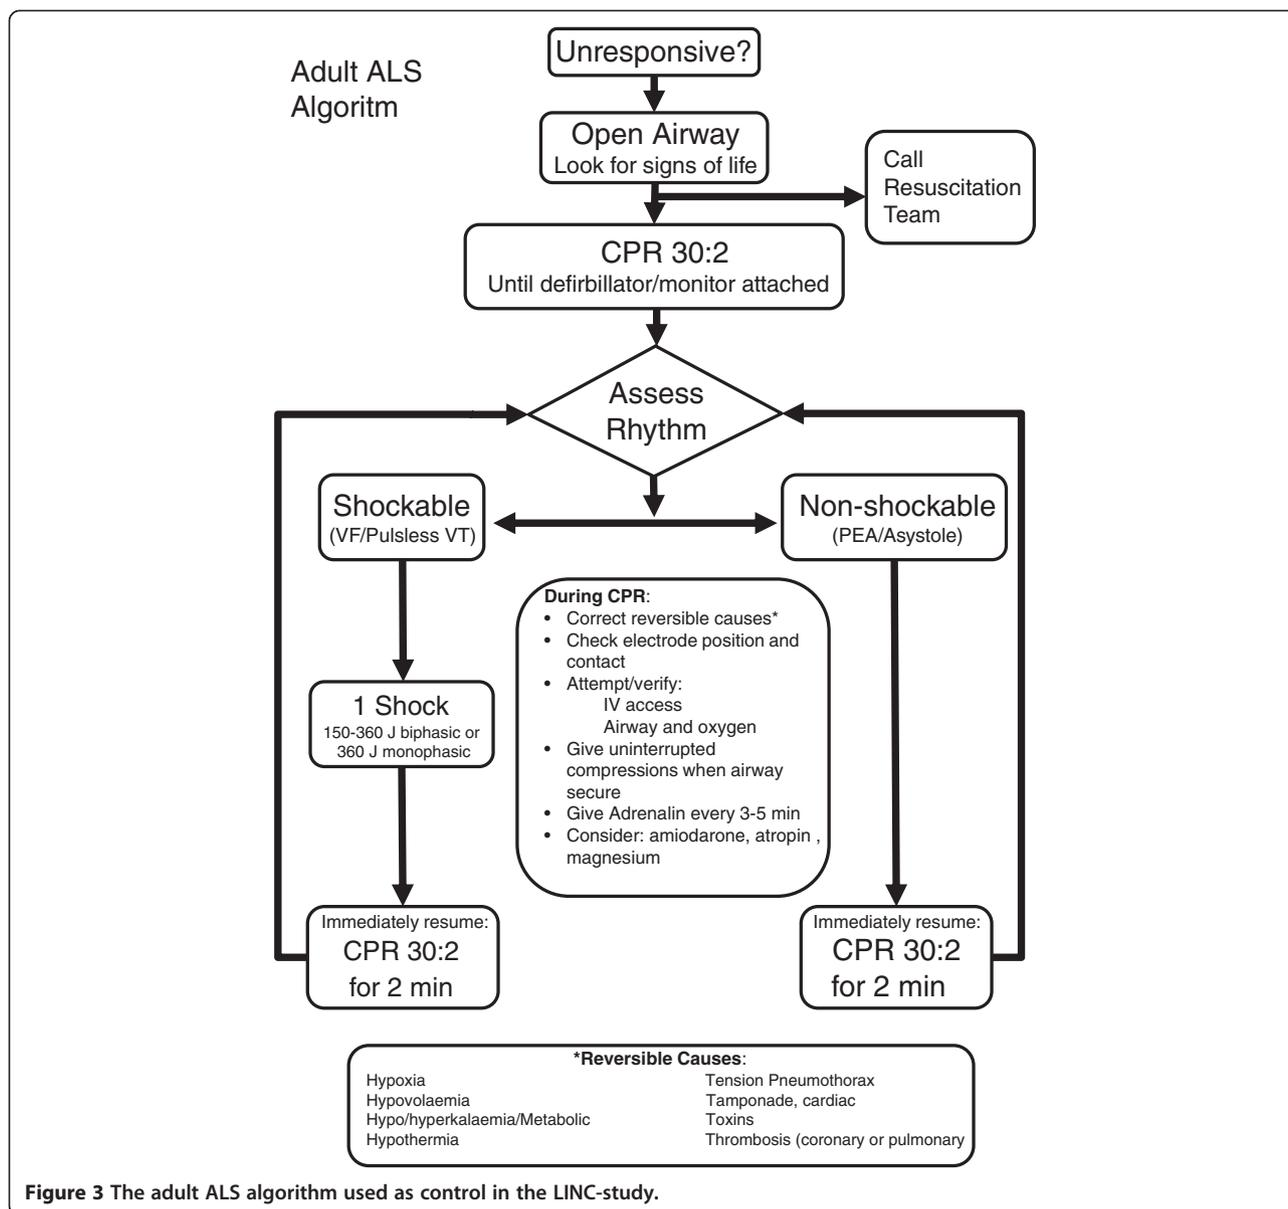 Adult ALS
Algoritm
Unresponsive?
Open Airway
Look for signs of life
Call
Resuscitation
Team
CPR 30:2
Until defirbillator/monitor attached
Assess
Rhythm
Shockable
(VF/Pulsless VT)
Non-shockable
(PEA/Asystole)
1 Shock
150-360 J biphasic or
360 J monophasic
During CPR:
• Correct reversible causes*
• Check electrode position and
contact
• Attempt/verify:
IV access
Airway and oxygen
• Give uninterrupted
compressions when airway
secure
• Give Adrenalin every 3-5 min
• Consider: amiodarone, atropin ,
magnesium
Immediately resume:
CPR 30:2
for 2 min
Immediately resume:
CPR 30:2
for 2 min
*Reversible Causes:
Hypoxia
Hypovolaemia
Hypo/hyperkalaemia/Metabolic
Hypothermia
Tension Pneumothorax
Tamponade, cardiac
Toxins
Thrombosis (coronary or pulmonary
Figure 3 The adult ALS algorithm used as control in the LINC-study.